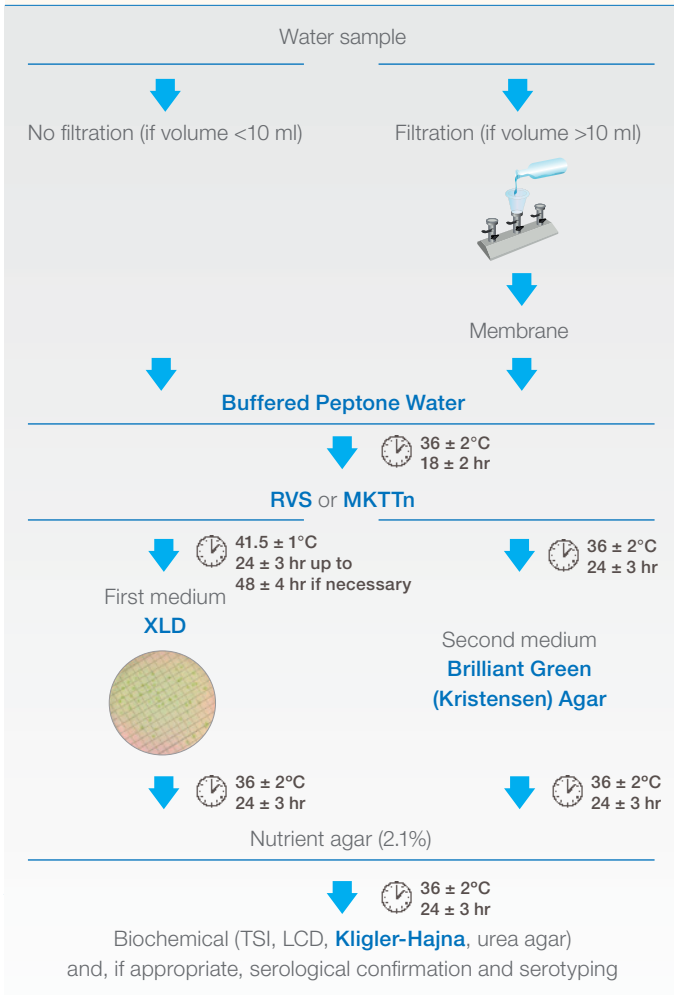 Water sample
No filtration (if volume <10 ml)
Filtration (if volume >10 ml)
Membrane
Buffered Peptone Water
36 ± 2°C
18 ± 2 hr
RVS or MKTTn
41.5 ± 1°C
24 ± 3 hr up to
48 ± 4 hr if necessary
36 ± 2°C
24 ± 3 hr
First medium
XLD
Second medium
Brilliant Green
(Kristensen) Agar
36 ± 2°C
24 ± 3 hr
36 ± 2°C
24 ± 3 hr
Nutrient agar (2.1%)
36 ± 2°C
24 ± 3 hr
Biochemical (TSI, LCD, Kligler-Hajna, urea agar)
and, if appropriate, serological confirmation and serotyping